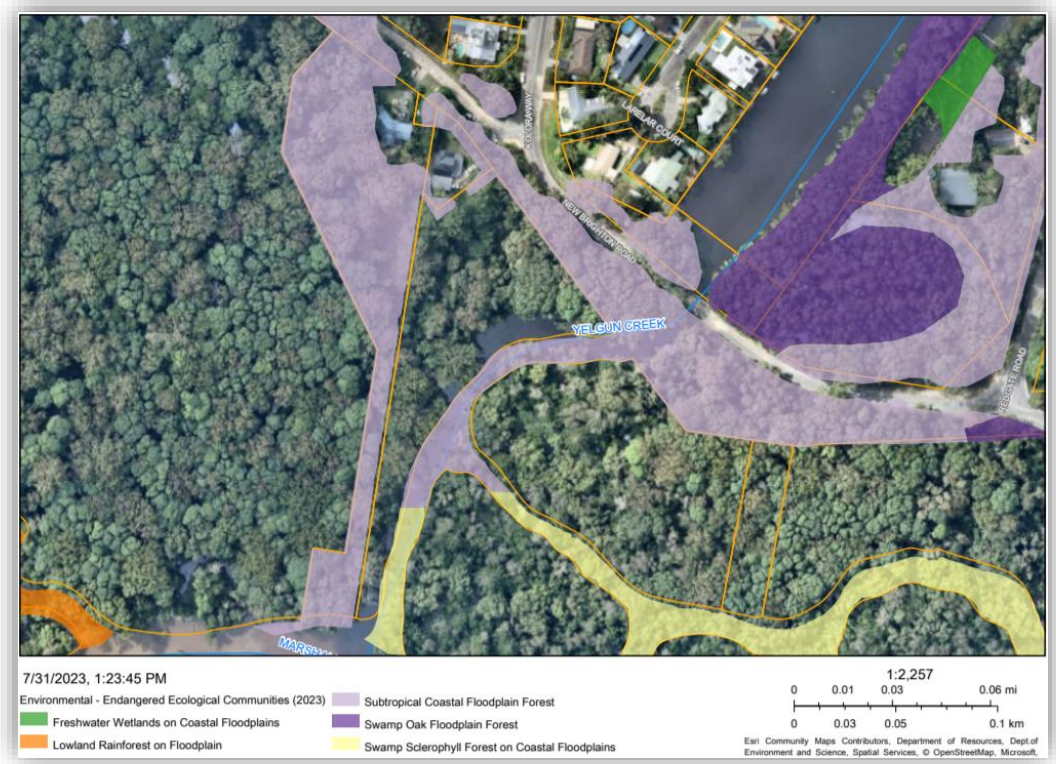 LAKELAR COURT
NEW BRIGHTON ROAD
YELGUN CREEK
7/31/2023, 1:23:45 PM
Environmental - Endangered Ecological Communities (2023)
Freshwater Wetlands on Coastal Floodplains
Lowland Rainforest on Floodplain
Subtropical Coastal Floodplain Forest
Swamp Oak Floodplain Forest
Swamp Sclerophyll Forest on Coastal Floodplains
1:2,257
0 0.01 0.03 0.06 mi
0 0.03 0.05 0.1 km
Esri Community Maps Contributors, Department of Resources, Dept.of
Environment and Science, Spatial Services, © OpenStreetMap, Microsoft,